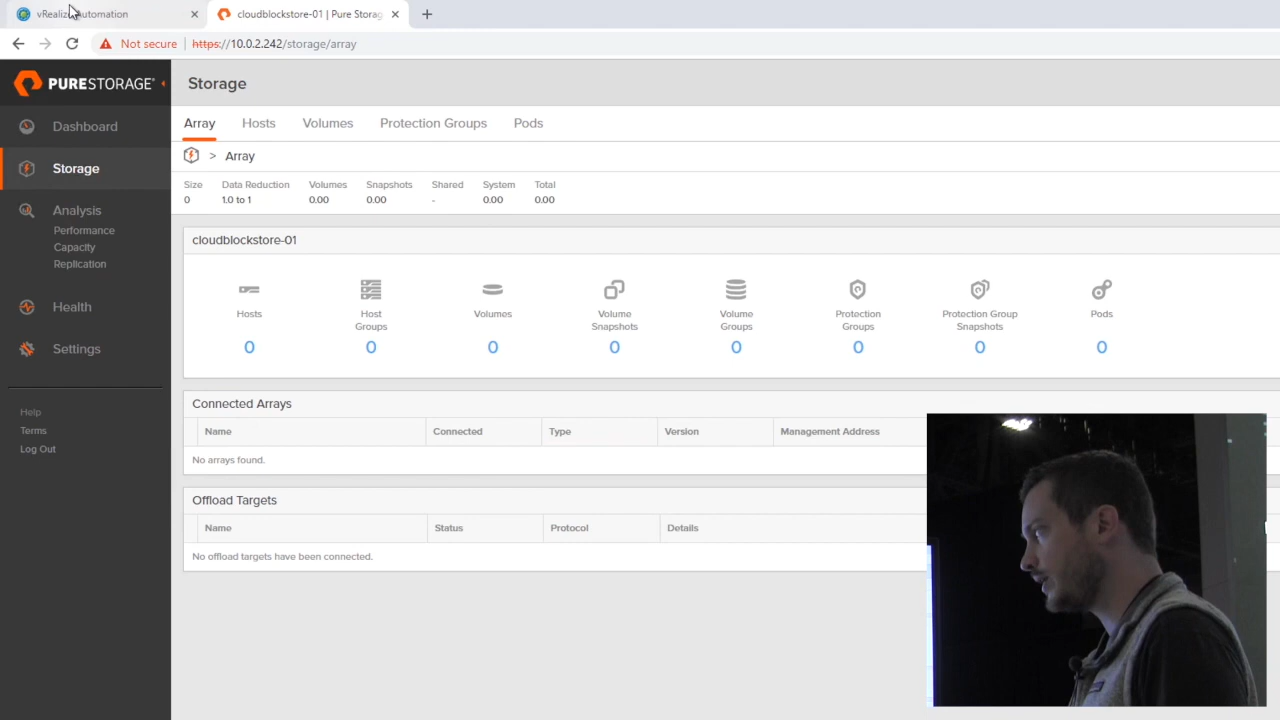 vRealize Automation
cloudblockstore-01 | Pure Storag
Not secure
https://10.0.2.242/storage/array
PURESTORAGE®
Dashboard
Storage
Analysis
Performance
Capacity
Replication
Health
Settings
Help
Terms
Log Out
Storage
Array Hosts Volumes Protection Groups Pods
> Array
Size Data Reduction Volumes Snapshots Shared System Total
0 1.0 to 1 0.00 0.00 - 0.00 0.00
cloudblockstore-01
Hosts
0
Host
Groups
0
Volumes
0
Volume
Snapshots
0
Volume
Groups
0
Protection
Groups
0
Protection Group
Snapshots
0
Pods
0
Connected Arrays
Name Connected Type Version Management Address
No arrays found.
Offload Targets
Name Status Protocol Details
No offload targets have been connected.